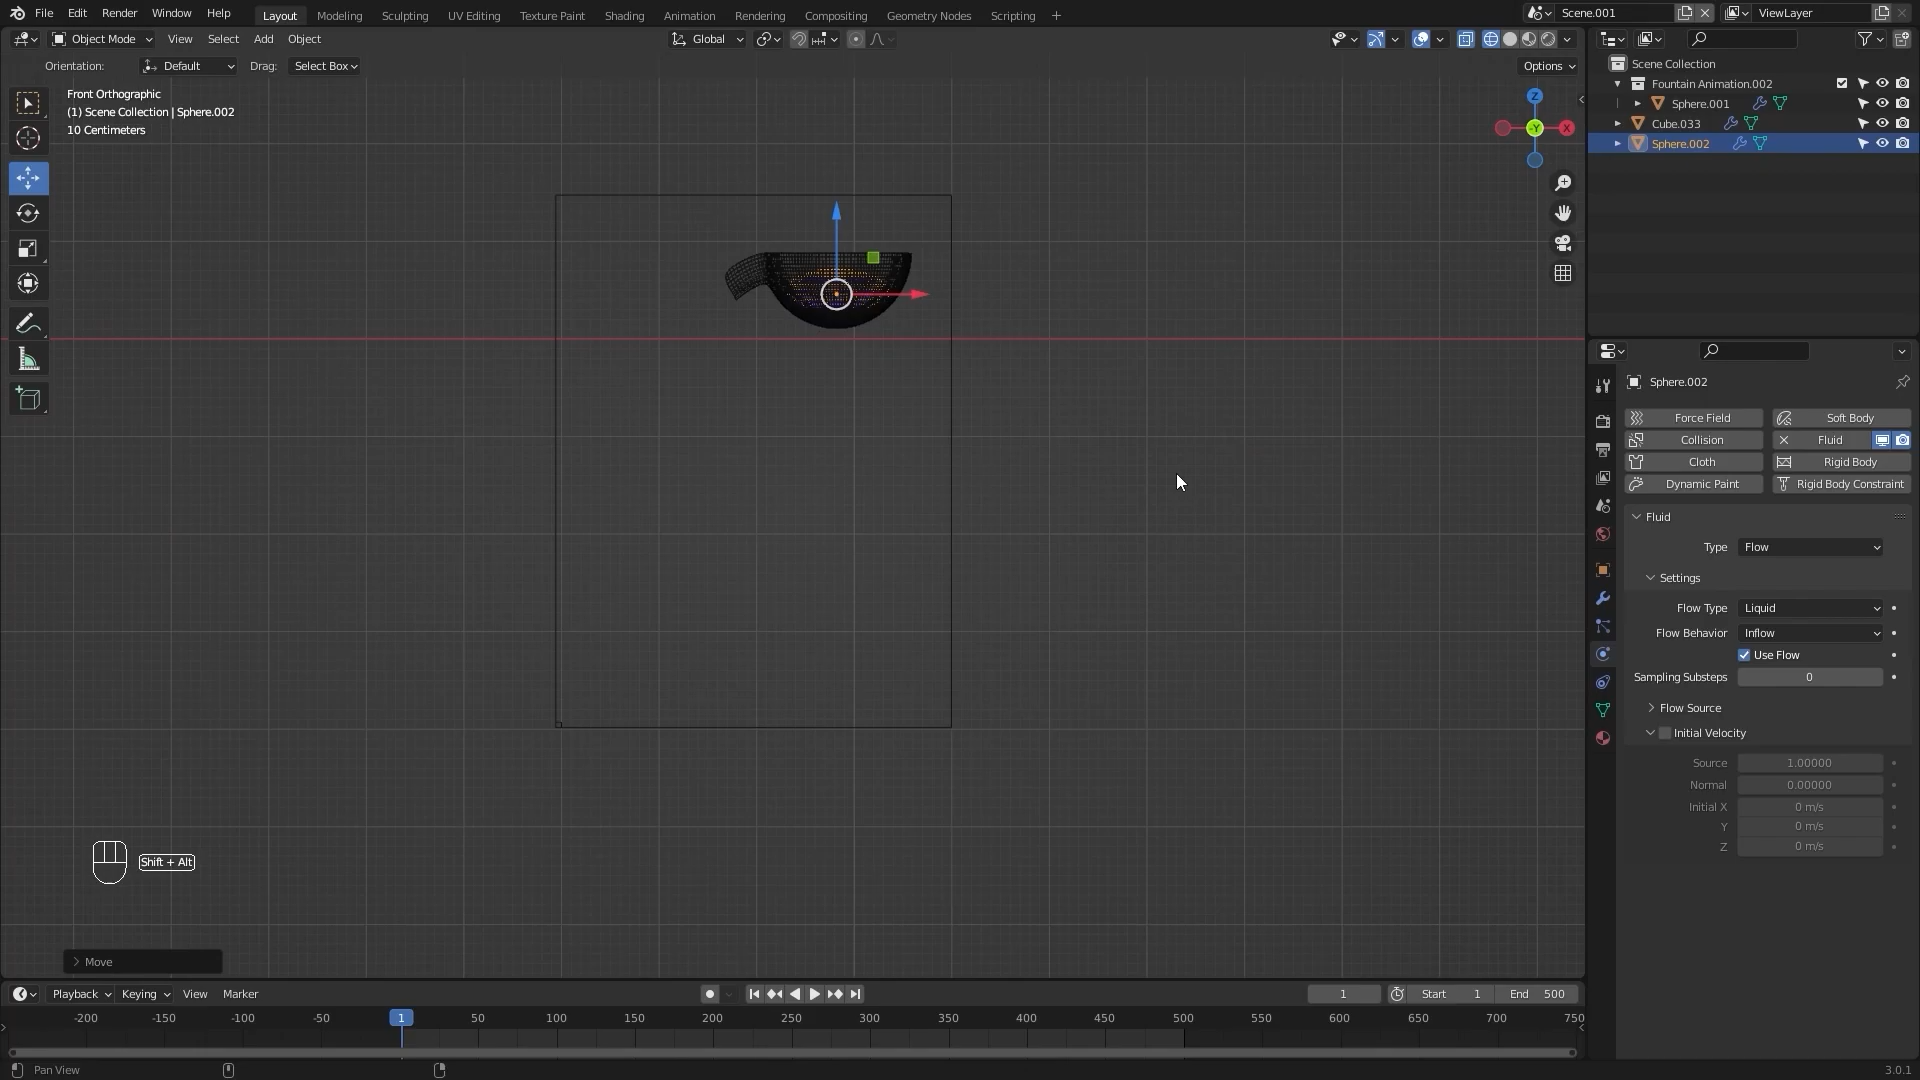 File Edit Render Window Help Layout Modeling Sculpting UV Editing Texture Paint Shading Animation Rendering Compositing Geometry Nodes Scripting + Scene.001 ViewLayer
Object Mode View Select Add Object Global
Orientation: Default Drag: Select Box Options
Front Orthographic
(1) Scene Collection | Sphere.002
10 Centimeters
Z
-Y
X
Scene Collection
Fountain Animation.002
Sphere.001
Cube.033
Sphere.002
Sphere.002
Force Field Soft Body
Collision Fluid
Cloth Rigid Body
Dynamic Paint Rigid Body Constraint
Fluid
Type Flow
Settings
Flow Type Liquid
Flow Behavior Inflow
Use Flow
Sampling Substeps 0
Flow Source
Initial Velocity
Source 1.00000
Normal 0.00000
Initial X 0 m/s
Y 0 m/s
Z 0 m/s
Shift + Alt
Move
Playback Keying View Marker 1 Start 1 End 500
-200 -150 -100 -50 1 50 100 150 200 250 300 350 400 450 500 550 600 650 700 750
Pan View 3.0.1